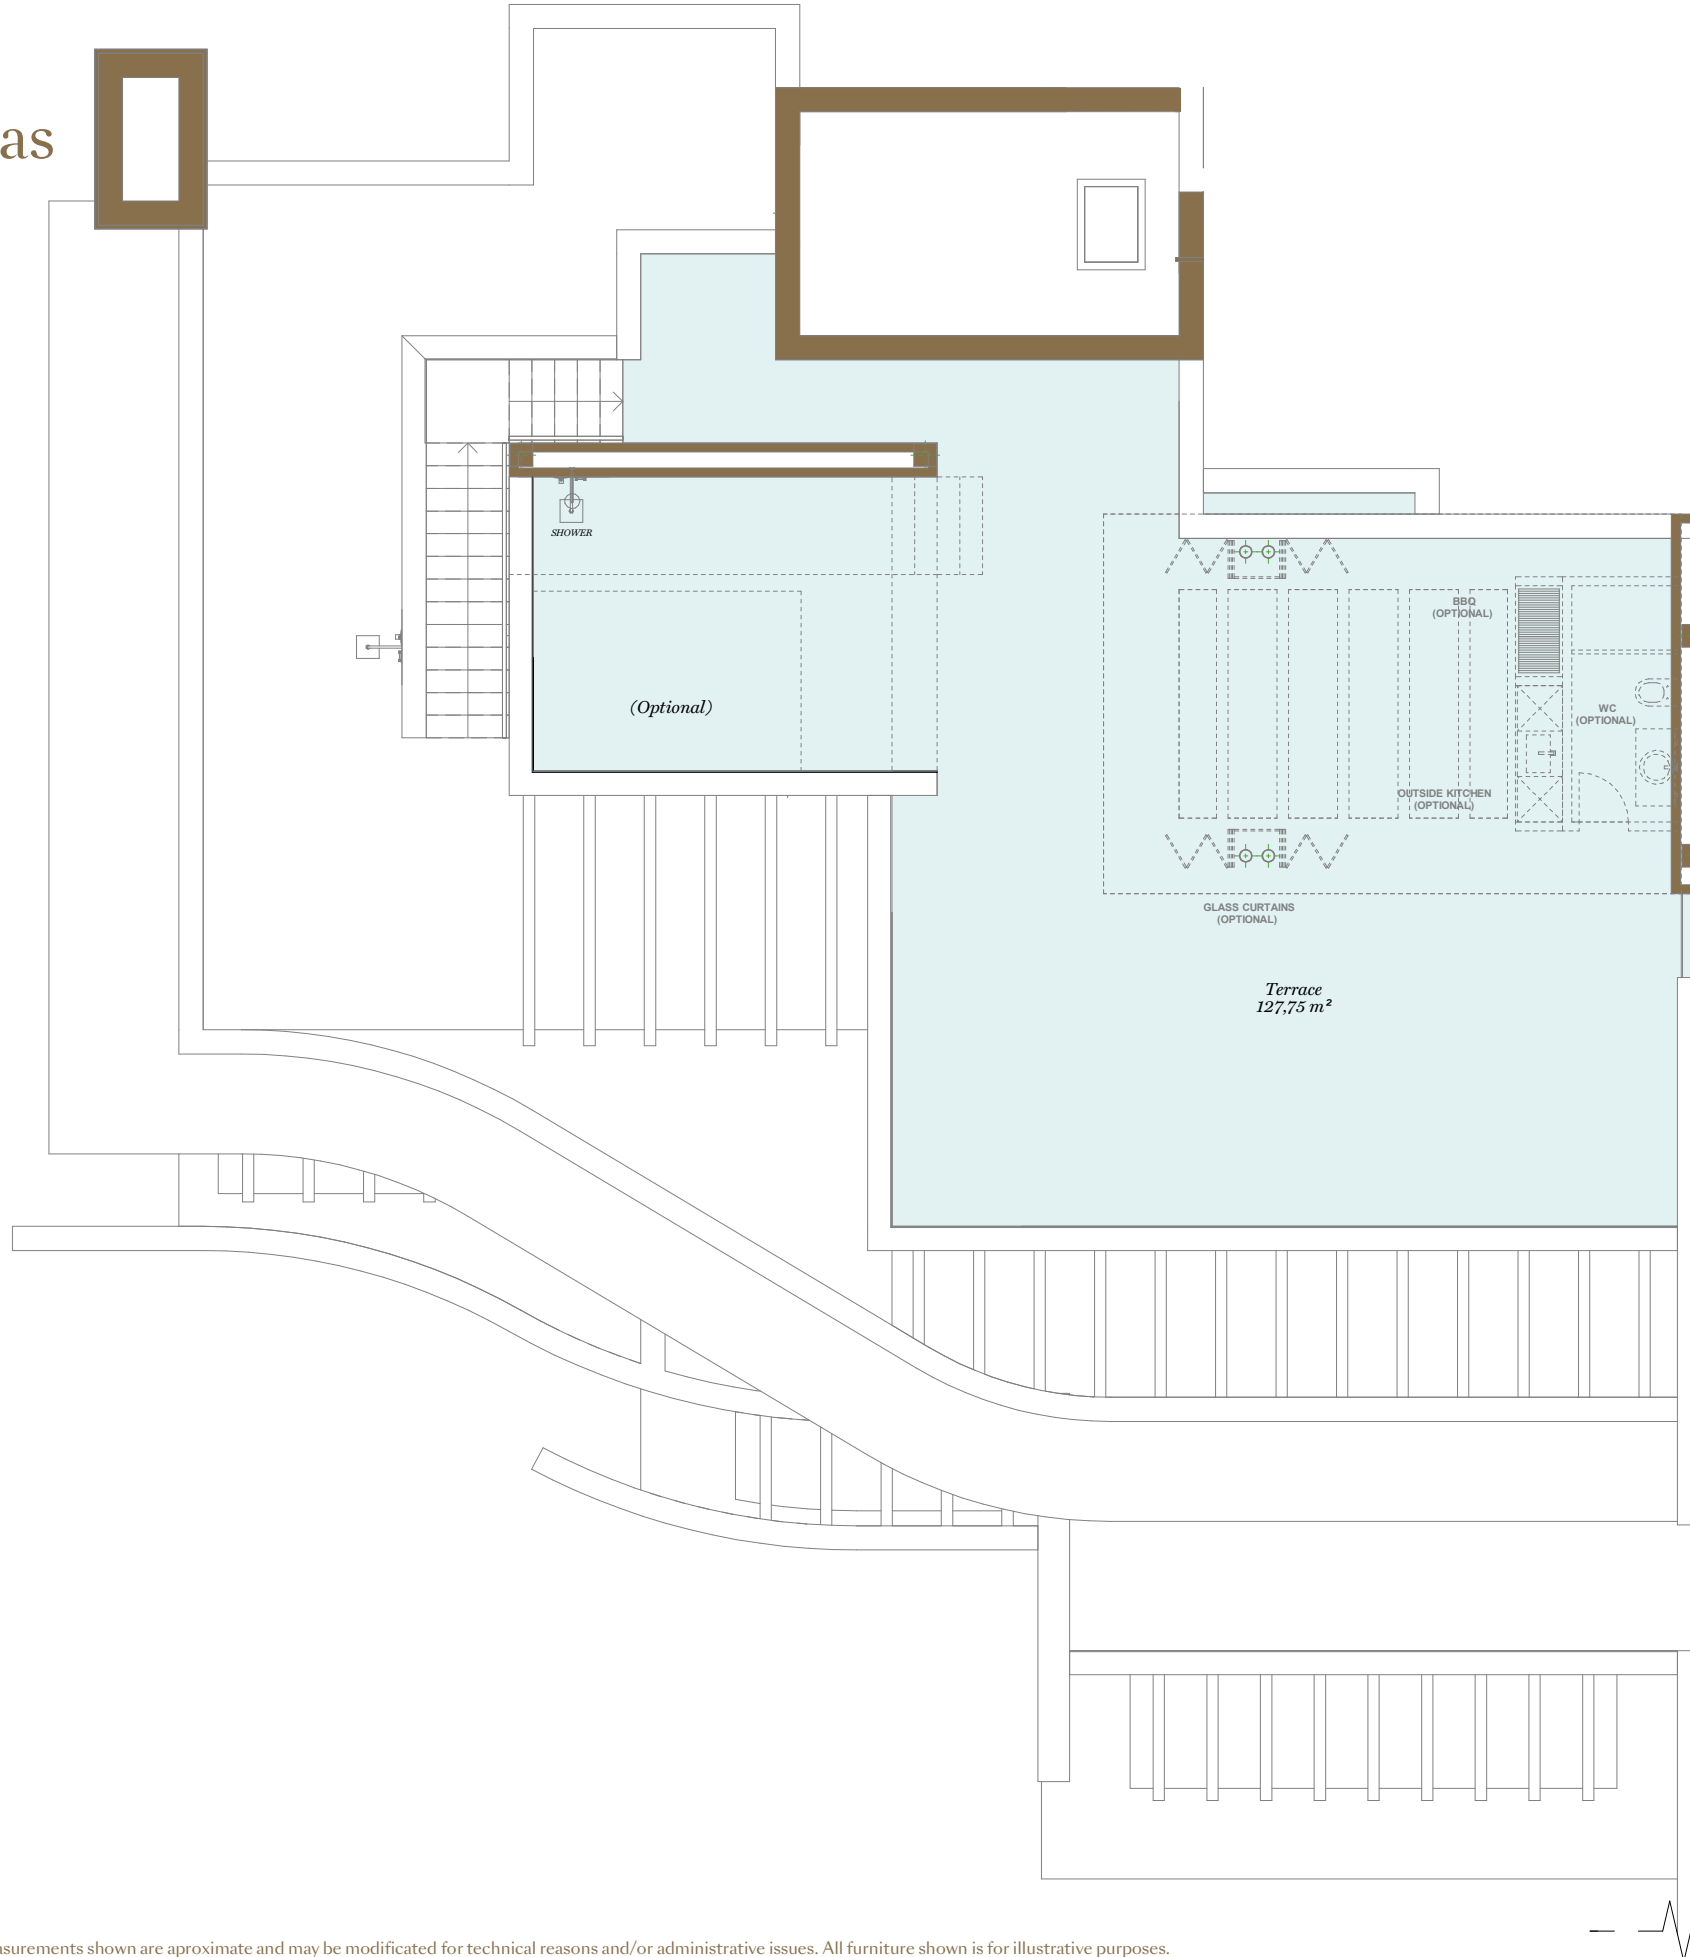 as
SHOWER
BBQ
(OPTIONAL)
(Optional)
WC
(OPTIONAL)
OUTSIDE KITCHEN
(OPTIONAL)
GLASS CURTAINS
(OPTIONAL)
Terrace
127,75 m²
asurements shown are aproximate and may be modificated for technical reasons and/or administrative issues. All furniture shown is for illustrative purposes.